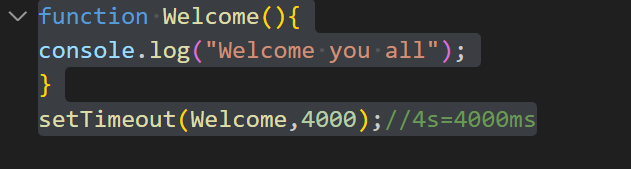 function Welcome(){
console.log("Welcome you all");
}
setTimeout(Welcome,4000);//4s=4000ms